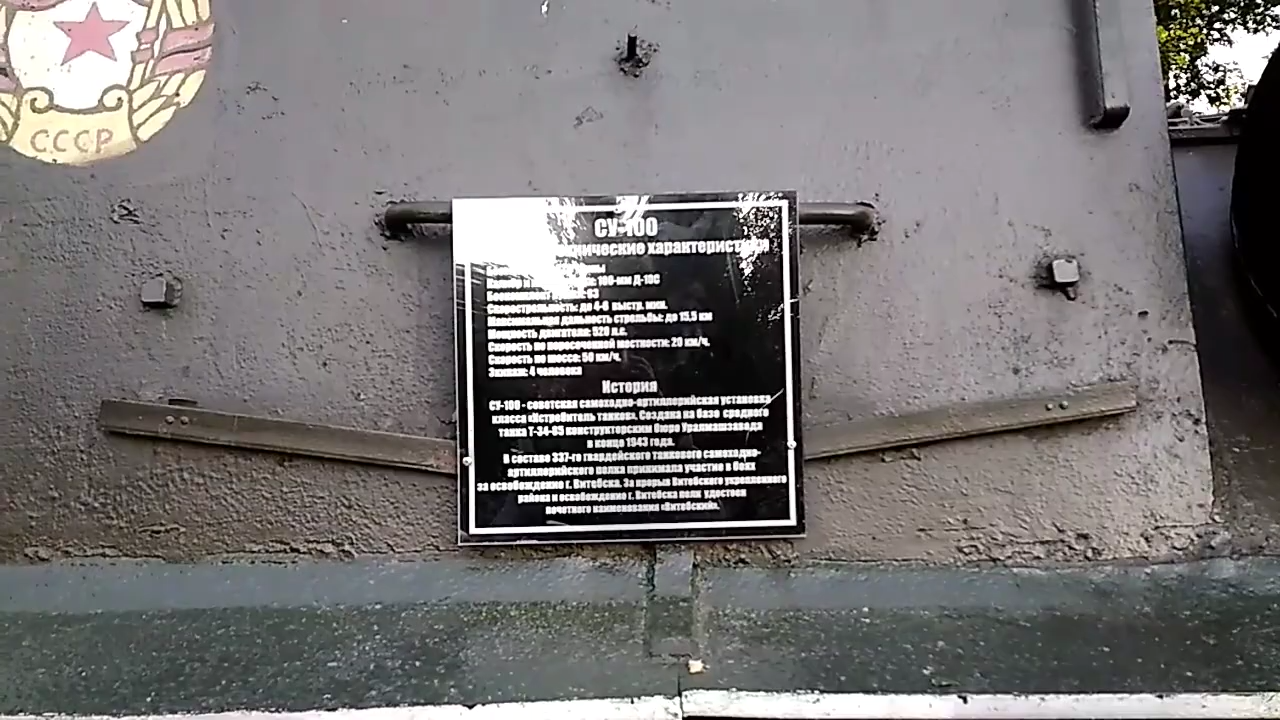 СССР
СУ-100
характеристики
100-мм Д-10С
63
Скорострельность: до 4-6 выстр. мин.
Максимальная дальность стрельбы: до 15,5 км
Мощность двигателя: 520 л.с.
Скорость по пересеченной местности: 20 км/ч.
Скорость по шоссе: 50 км/ч.
Экипаж: 4 человека
История
СУ-100 - советская самоходно-артиллерийская установка
класса «Истребитель танков». Создана на базе среднего
танка Т-34-85 конструкторским бюро Уралмашзавода
в конце 1943 года.
В составе 337-го гвардейского танкового самоходно-
артиллерийского полка принимала участие в боях
за освобождение г. Витебска. За прорыв Витебского укрепленного
района и освобождение г. Витебска полк удостоен
почетного наименования «Витебский».